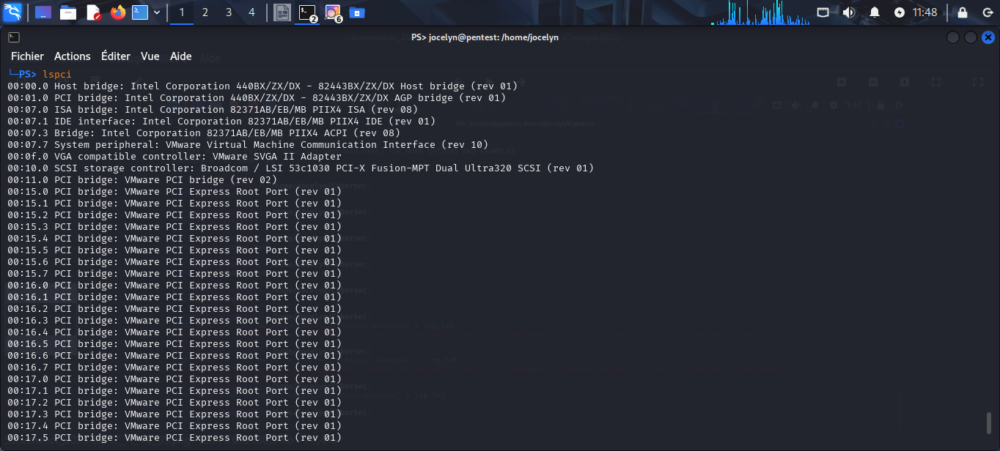 1 2 3 4 2 6 11:48
PS> jocelyn@pentest: /home/jocelyn
Fichier Actions Éditer Vue Aide
└─PS> lspci
00:00.0 Host bridge: Intel Corporation 440BX/ZX/DX - 82443BX/ZX/DX Host bridge (rev 01)
00:01.0 PCI bridge: Intel Corporation 440BX/ZX/DX - 82443BX/ZX/DX AGP bridge (rev 01)
00:07.0 ISA bridge: Intel Corporation 82371AB/EB/MB PIIX4 ISA (rev 08)
00:07.1 IDE interface: Intel Corporation 82371AB/EB/MB PIIX4 IDE (rev 01)
00:07.3 Bridge: Intel Corporation 82371AB/EB/MB PIIX4 ACPI (rev 08)
00:07.7 System peripheral: VMware Virtual Machine Communication Interface (rev 10)
00:0f.0 VGA compatible controller: VMware SVGA II Adapter
00:10.0 SCSI storage controller: Broadcom / LSI 53c1030 PCI-X Fusion-MPT Dual Ultra320 SCSI (rev 01)
00:11.0 PCI bridge: VMware PCI bridge (rev 02)
00:15.0 PCI bridge: VMware PCI Express Root Port (rev 01)
00:15.1 PCI bridge: VMware PCI Express Root Port (rev 01)
00:15.2 PCI bridge: VMware PCI Express Root Port (rev 01)
00:15.3 PCI bridge: VMware PCI Express Root Port (rev 01)
00:15.4 PCI bridge: VMware PCI Express Root Port (rev 01)
00:15.5 PCI bridge: VMware PCI Express Root Port (rev 01)
00:15.6 PCI bridge: VMware PCI Express Root Port (rev 01)
00:15.7 PCI bridge: VMware PCI Express Root Port (rev 01)
00:16.0 PCI bridge: VMware PCI Express Root Port (rev 01)
00:16.1 PCI bridge: VMware PCI Express Root Port (rev 01)
00:16.2 PCI bridge: VMware PCI Express Root Port (rev 01)
00:16.3 PCI bridge: VMware PCI Express Root Port (rev 01)
00:16.4 PCI bridge: VMware PCI Express Root Port (rev 01)
00:16.5 PCI bridge: VMware PCI Express Root Port (rev 01)
00:16.6 PCI bridge: VMware PCI Express Root Port (rev 01)
00:16.7 PCI bridge: VMware PCI Express Root Port (rev 01)
00:17.0 PCI bridge: VMware PCI Express Root Port (rev 01)
00:17.1 PCI bridge: VMware PCI Express Root Port (rev 01)
00:17.2 PCI bridge: VMware PCI Express Root Port (rev 01)
00:17.3 PCI bridge: VMware PCI Express Root Port (rev 01)
00:17.4 PCI bridge: VMware PCI Express Root Port (rev 01)
00:17.5 PCI bridge: VMware PCI Express Root Port (rev 01)